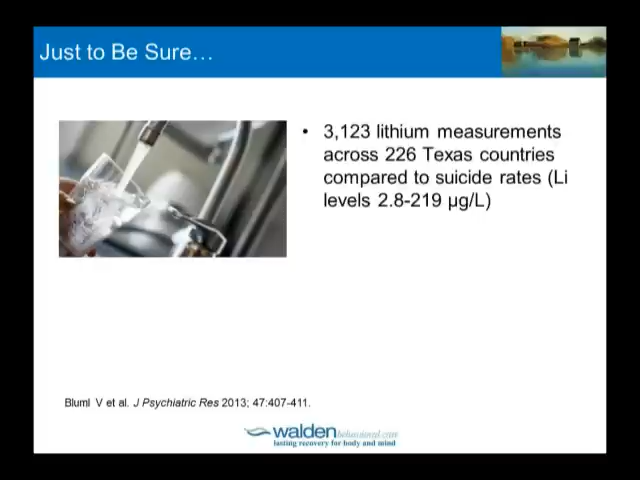 Just to Be Sure…
• 3,123 lithium measurements
across 226 Texas countries
compared to suicide rates (Li
levels 2.8-219 µg/L)
Bluml V et al. J Psychiatric Res 2013; 47:407-411.
walden behavioral care
lasting recovery for body and mind